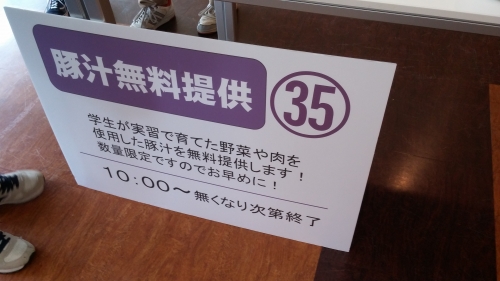 豚汁無料提供 ㉟
学生が実習で育てた野菜や肉を
使用した豚汁を無料提供します！
数量限定ですのでお早めに！
10:00～無くなり次第終了